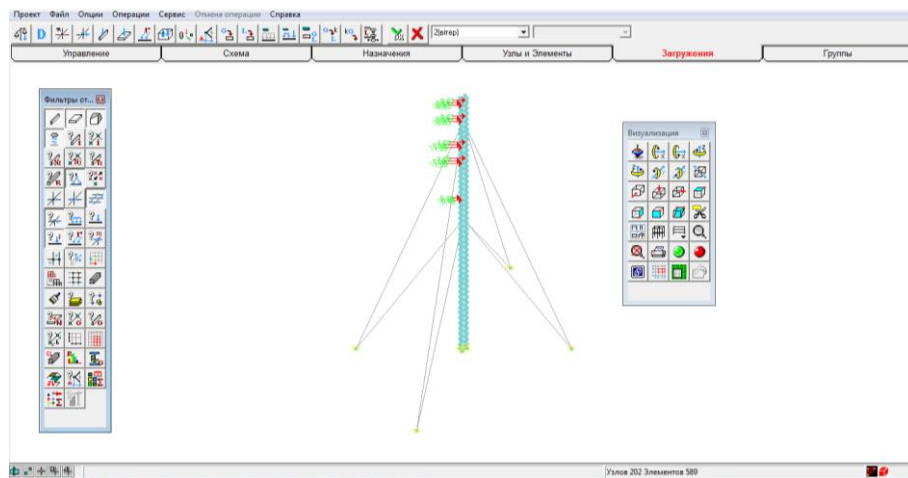 Проект Файл Опции Операции Сервис Отмена операции Справка
2(вітер)
Управление Схема Назначения Узлы и Элементы Загружения Группы
Фильтры от...
Визуализация
Узлов 202 Элементов 589